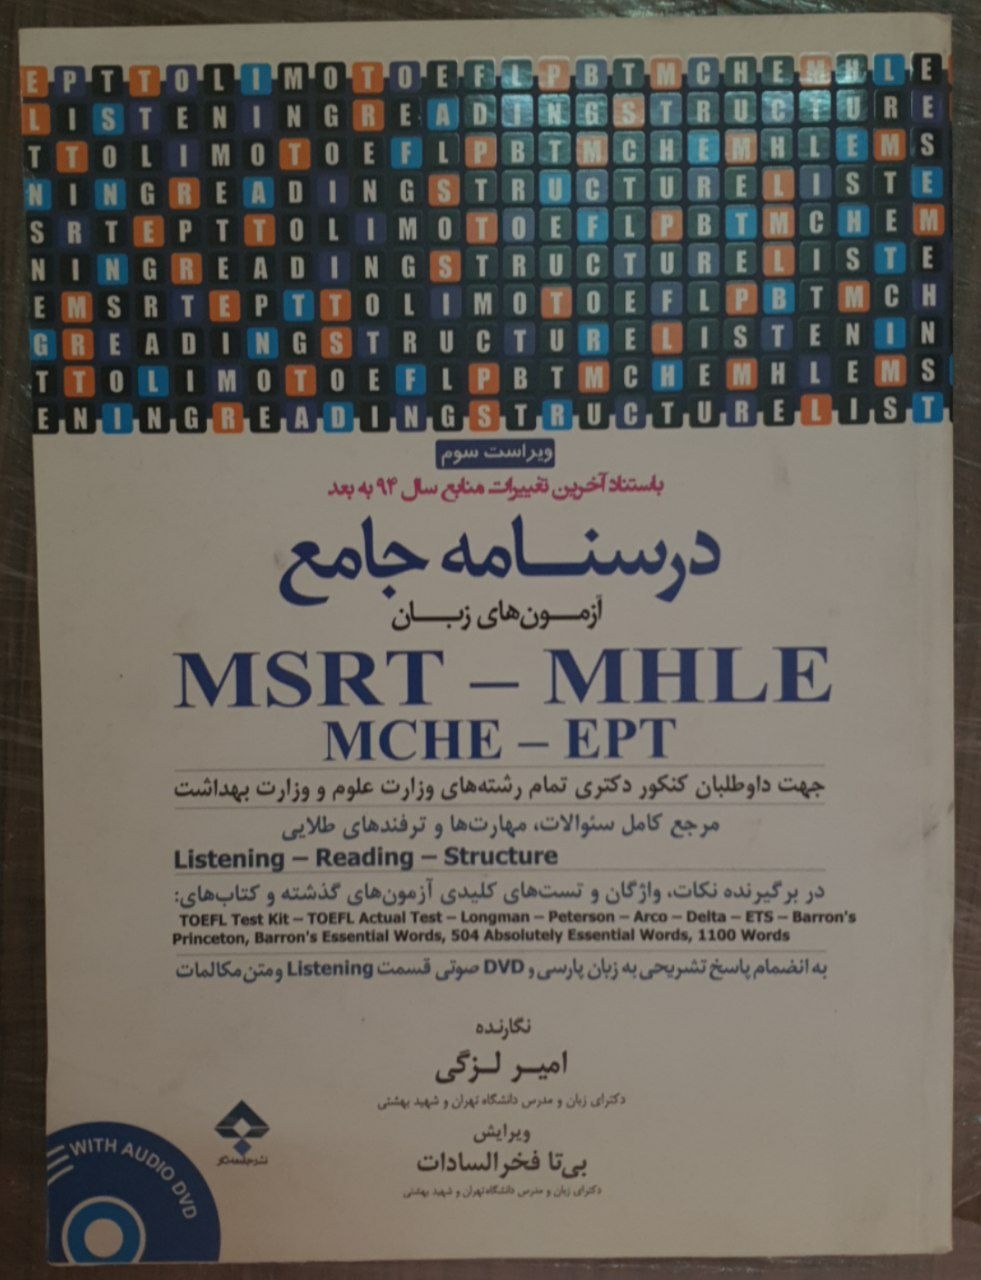 EPTTOLIMOTOEFLPBTMCHEMHLE
LISTENINGREADINGSTRUCTURE
TTOLIMOTOEFLPBTMCHEMHLEMS
NINGREADINGSTRUCTURELISTE
SRTEPTTOLIMOTOEFLPBTMCHEM
NINGREADINGSTRUCTURELISTE
EMSRTEPTTOLIMOTOEFLPBTMCH
GREADINGSTRUCTURELISTENIN
TTOLIMOTOEFLPBTMCHEMHLEMS
ENINGREADINGSTRUCTURELIST
ویراست سوم
باستناد آخرین تغییرات منابع سال ۹۴ به بعد
درسنامه جامع
آزمون‌های زبان
MSRT – MHLE
MCHE – EPT
جهت داوطلبان کنکور دکتری تمام رشته‌های وزارت علوم و وزارت بهداشت
مرجع کامل سئوالات، مهارت‌ها و ترفندهای طلایی
Listening – Reading – Structure
در برگیرنده نکات، واژگان و تست‌های کلیدی آزمون‌های گذشته و کتاب‌های:
TOEFL Test Kit – TOEFL Actual Test – Longman – Peterson – Arco – Delta – ETS – Barron's
Princeton, Barron's Essential Words, 504 Absolutely Essential Words, 1100 Words
به انضمام پاسخ تشریحی به زبان پارسی و DVD صوتی قسمت Listening و متن مکالمات
نگارنده
امیر لزگی
دکترای زبان و مدرس دانشگاه تهران و شهید بهشتی
ویرایش
بی‌تا فخرالسادات
دکترای زبان و مدرس دانشگاه تهران و شهید بهشتی
نشر جامعه‌نگر
WITH AUDIO DVD